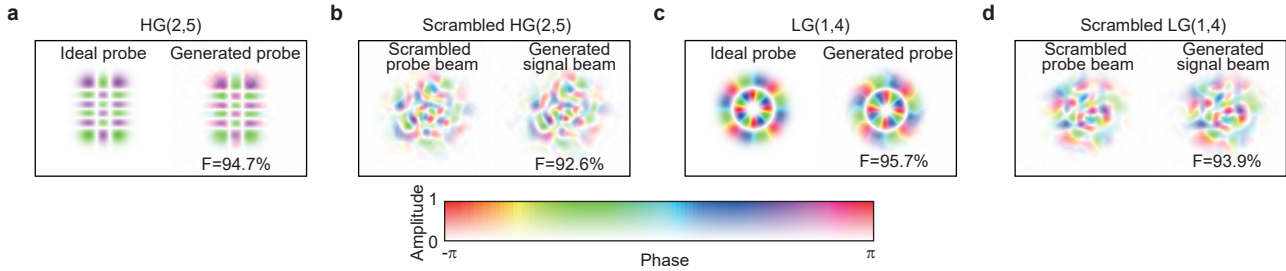 a
HG(2,5)
Ideal probe
Generated probe
F=94.7%
b
Scrambled HG(2,5)
Scrambled
probe beam
Generated
signal beam
F=92.6%
c
LG(1,4)
Ideal probe
Generated probe
F=95.7%
d
Scrambled LG(1,4)
Scrambled
probe beam
Generated
signal beam
F=93.9%
Amplitude
1
0
-π
π
Phase